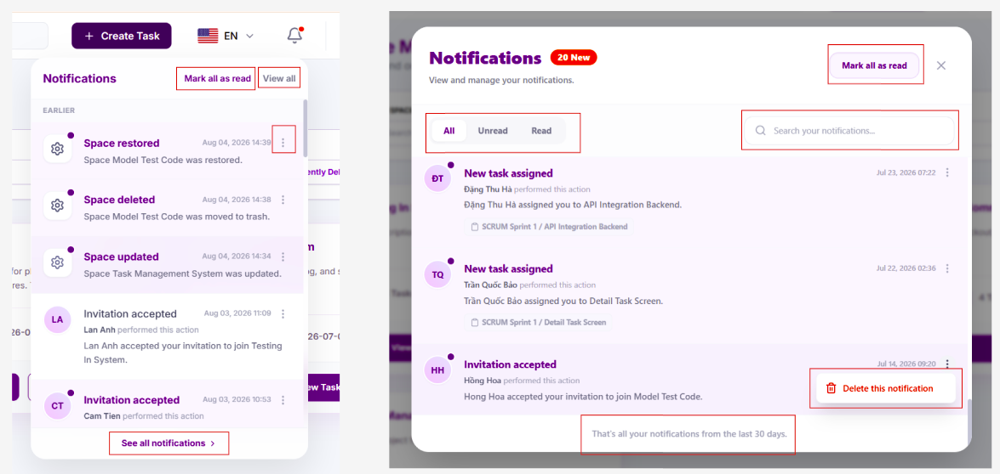 + Create Task
EN
Notifications
Mark all as read
View all
EARLIER
Space restored
Aug 04, 2026 14:39
Space Model Test Code was restored.
Space deleted
Aug 04, 2026 14:38
Space Model Test Code was moved to trash.
Space updated
Aug 04, 2026 14:34
Space Task Management System was updated.
LA
Invitation accepted
Aug 03, 2026 11:09
Lan Anh performed this action
Lan Anh accepted your invitation to join Testing
In System.
CT
Invitation accepted
Aug 03, 2026 10:53
Cam Tien performed this action
See all notifications
Notifications
20 New
View and manage your notifications.
Mark all as read
All
Unread
Read
Search your notifications...
ĐT
New task assigned
Jul 23, 2026 07:22
Đặng Thu Hà performed this action
Đặng Thu Hà assigned you to API Integration Backend.
SCRUM Sprint 1 / API Integration Backend
TQ
New task assigned
Jul 22, 2026 02:36
Trần Quốc Bảo performed this action
Trần Quốc Bảo assigned you to Detail Task Screen.
SCRUM Sprint 1 / Detail Task Screen
HH
Invitation accepted
Jul 14, 2026 09:20
Hồng Hoa performed this action
Hong Hoa accepted your invitation to join Model Test Code.
Delete this notification
That's all your notifications from the last 30 days.